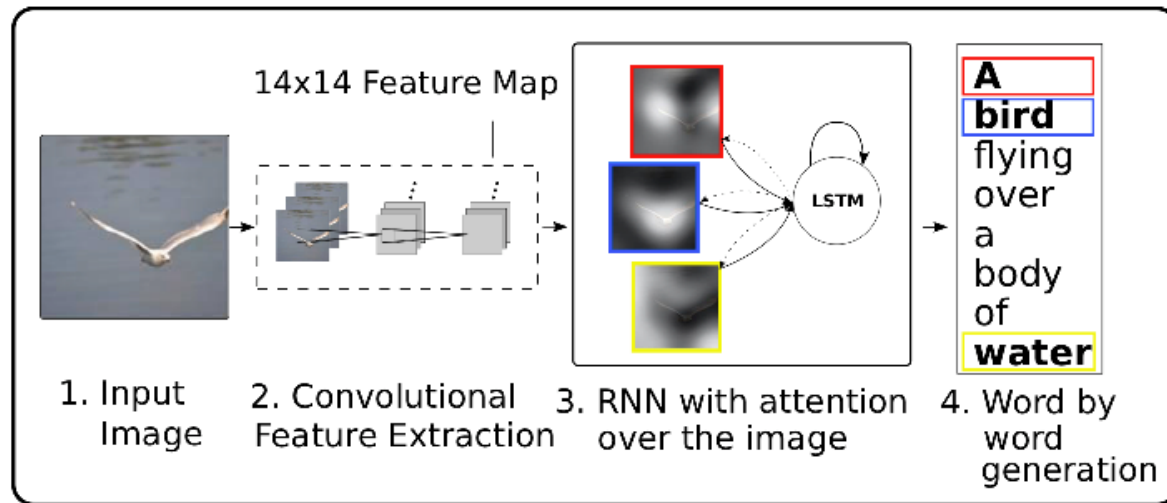 14x14 Feature Map
LSTM
A
bird
flying
over
a
body
of
water
1. Input
Image
2. Convolutional
Feature Extraction
3. RNN with attention
over the image
4. Word by
word
generation